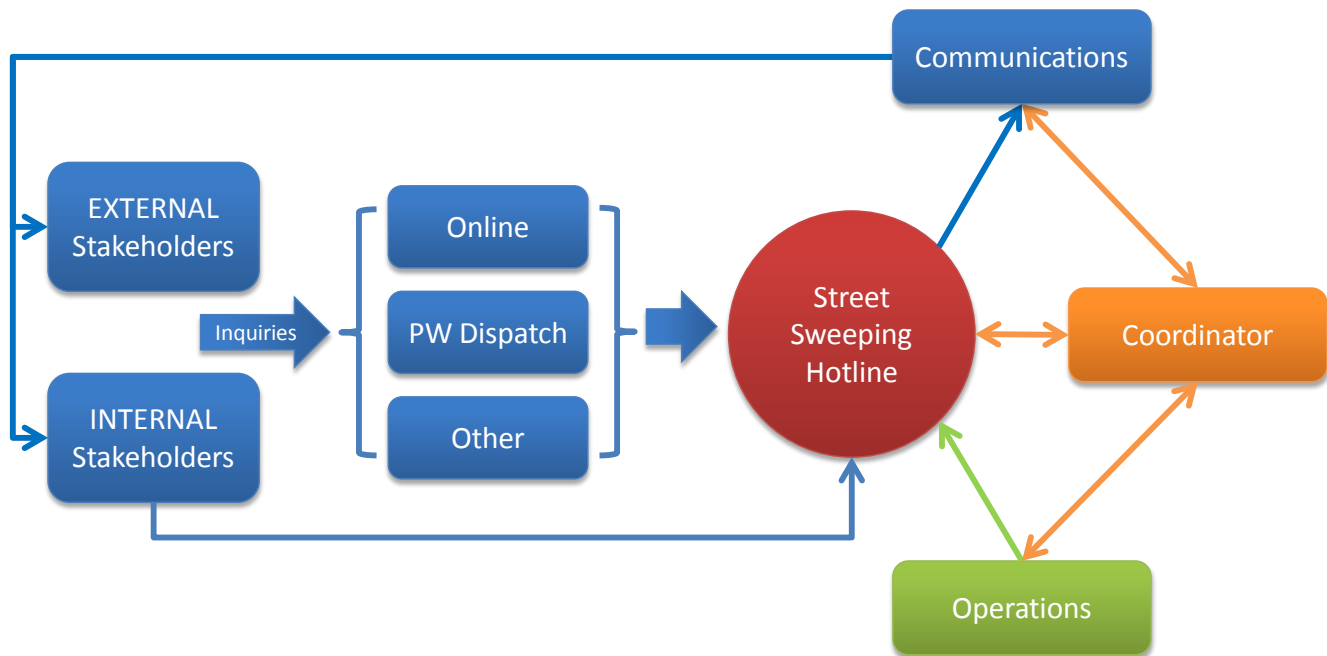 Communications
EXTERNAL
Stakeholders
Inquiries
INTERNAL
Stakeholders
Online
PW Dispatch
Other
Street
Sweeping
Hotline
Coordinator
Operations